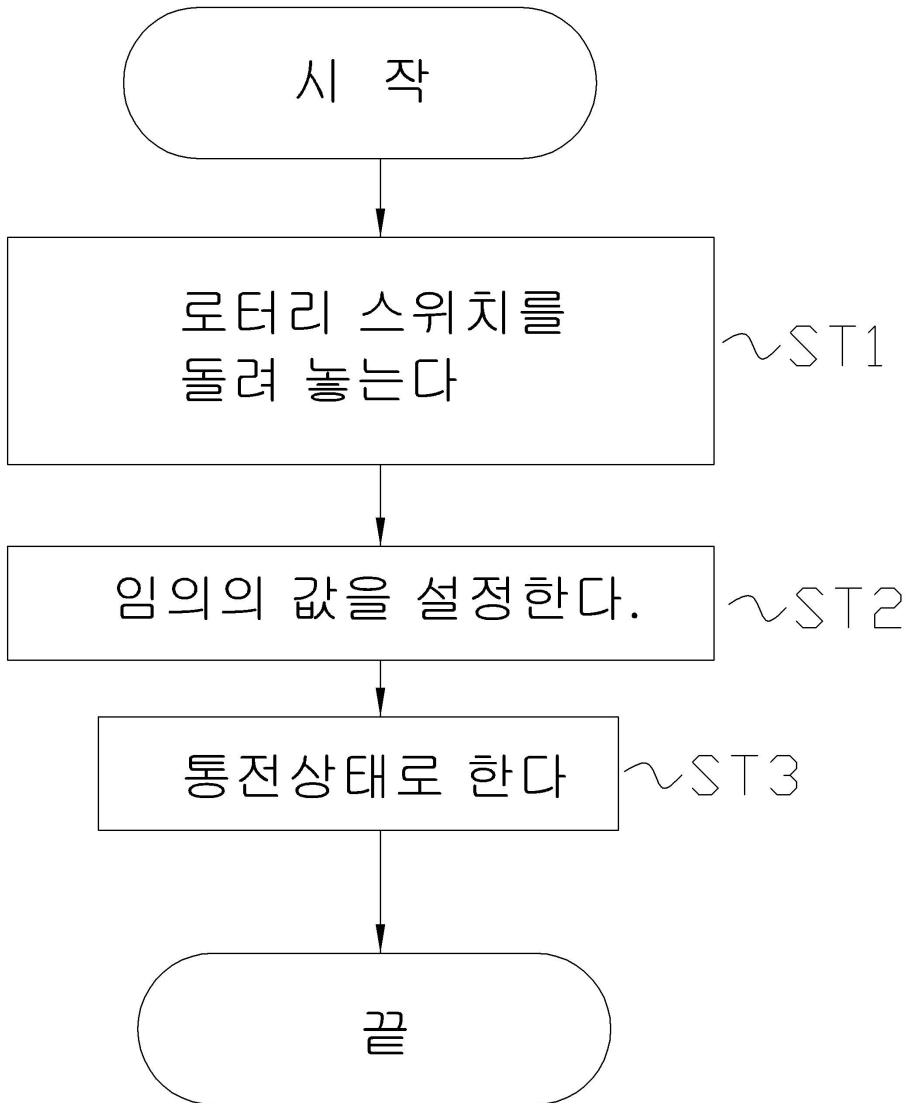 시 작
로터리 스위치를
돌려 놓는다
ST1
임의의 값을 설정한다.
ST2
통전상태로 한다
ST3
끝